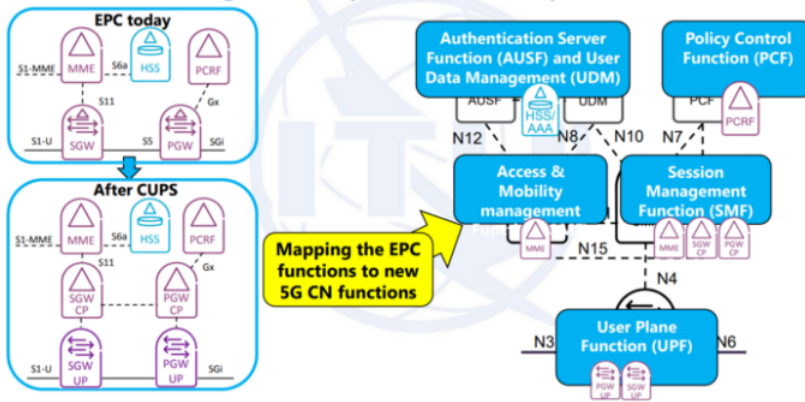 EPC today
S1-MME
MME
S6a
HSS
PCRF
S11
Gx
S1-U
SGW
S5
PGW
SGi
After CUPS
S1-MME
MME
S6a
HSS
PCRF
S11
Gx
SGW
CP
PGW
CP
S1-U
SGW
UP
PGW
UP
SGi
Mapping the EPC
functions to new
5G CN functions
Authentication Server
Function (AUSF) and User
Data Management (UDM)
Policy Control
Function (PCF)
AUSF
HSS/
AAA
UDM
PCF
PCRF
N12
N8
N10
N7
Access &
Mobility
management
MME
Session
Management
Function (SMF)
MME
SGW
CP
PGW
CP
N15
N4
User Plane
Function (UPF)
N3
N6
PGW
UP
SGW
UP